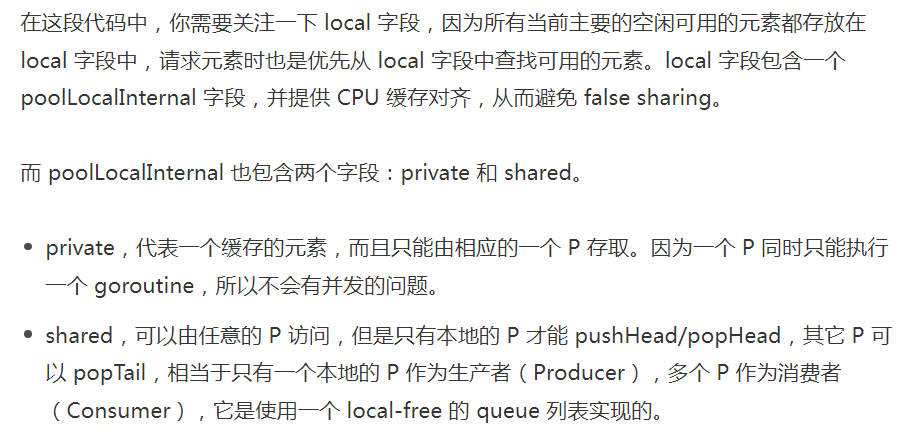 在这段代码中，你需要关注一下 local 字段，因为所有当前主要的空闲可用的元素都存放在
local 字段中，请求元素时也是优先从 local 字段中查找可用的元素。local 字段包含一个
poolLocalInternal 字段，并提供 CPU 缓存对齐，从而避免 false sharing。
而 poolLocalInternal 也包含两个字段：private 和 shared。
• private，代表一个缓存的元素，而且只能由相应的一个 P 存取。因为一个 P 同时只能执行
一个 goroutine，所以不会有并发的问题。
• shared，可以由任意的 P 访问，但是只有本地的 P 才能 pushHead/popHead，其它 P 可
以 popTail，相当于只有一个本地的 P 作为生产者（Producer），多个 P 作为消费者
（Consumer），它是使用一个 local-free 的 queue 列表实现的。